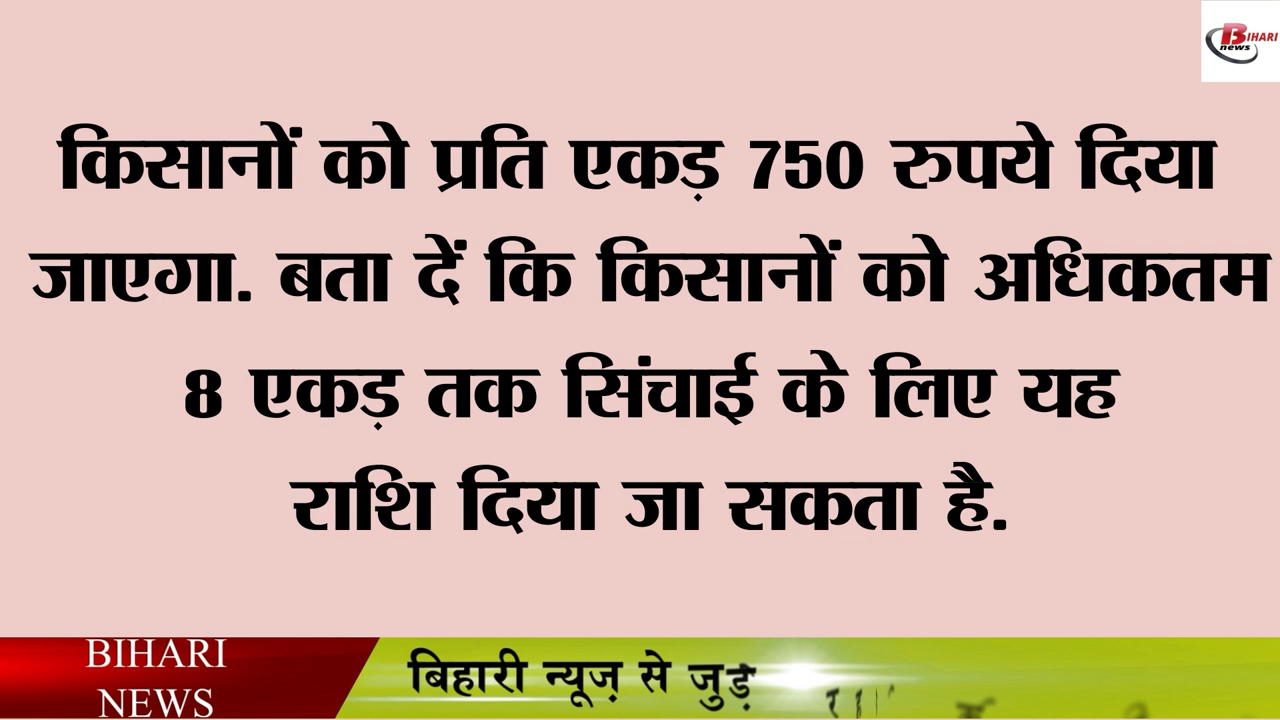 BIHARI
news
किसानों को प्रति एकड़ 750 रुपये दिया
जाएगा. बता दें कि किसानों को अधिकतम
8 एकड़ तक सिंचाई के लिए यह
राशि दिया जा सकता है.
BIHARI
NEWS
बिहारी न्यूज़ से जुड़े